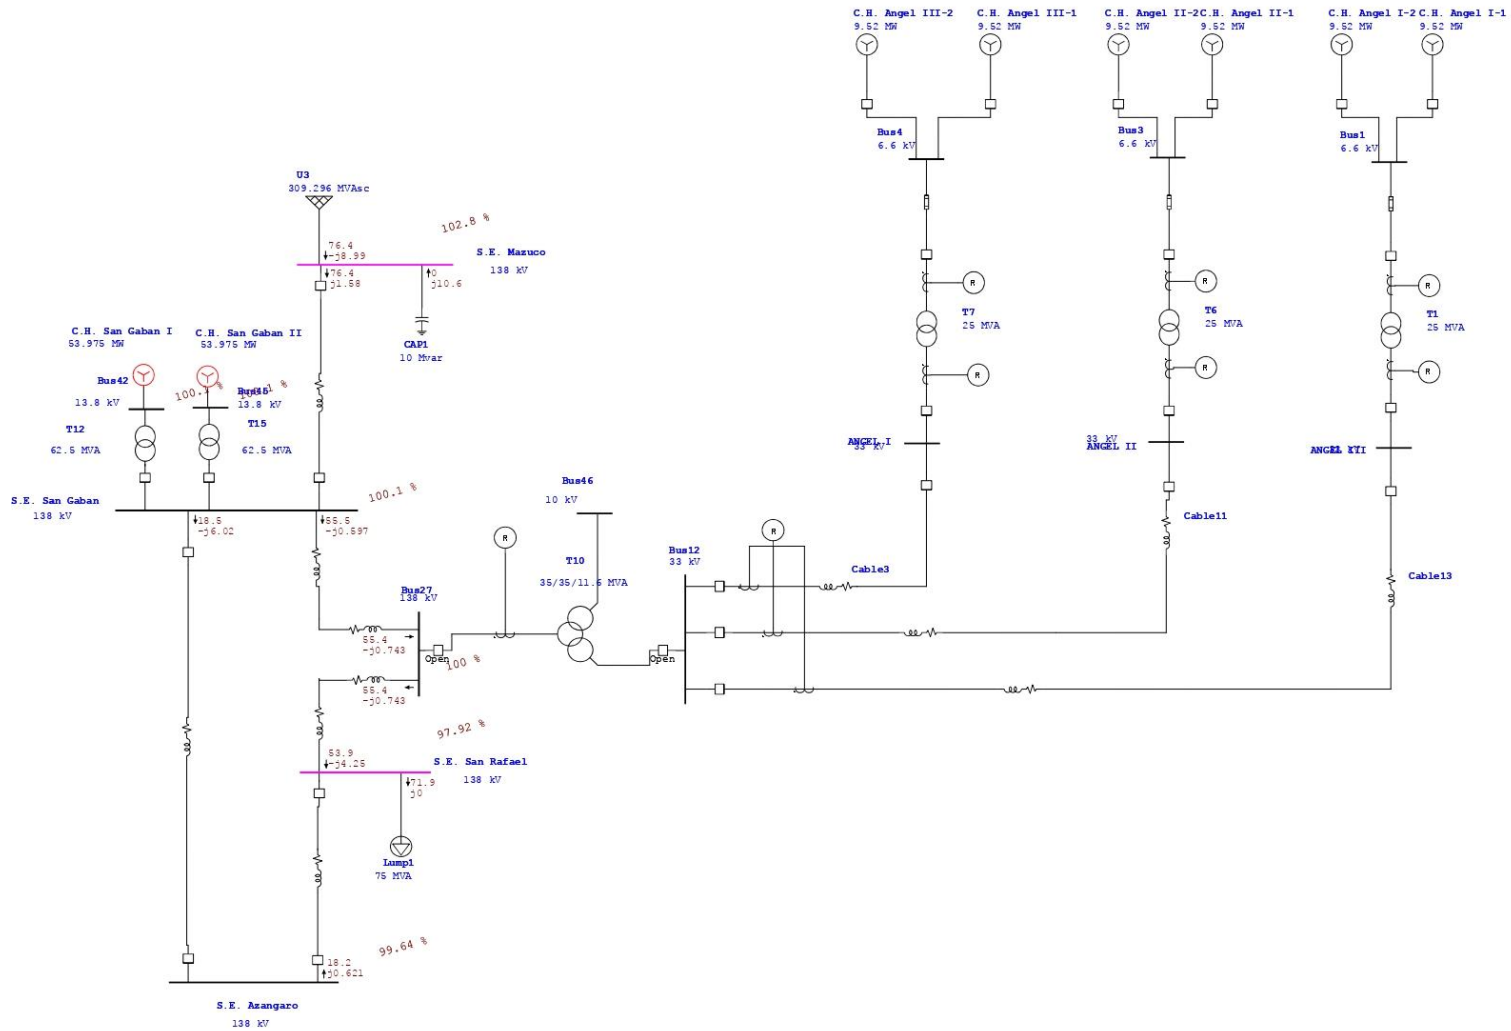 C.H. Angel III-2
9.52 MW
C.H. Angel III-1
9.52 MW
C.H. Angel II-2
9.52 MW
C.H. Angel II-1
9.52 MW
C.H. Angel I-2
9.52 MW
C.H. Angel I-1
9.52 MW
Bus4
6.6 kV
Bus3
6.6 kV
Bus1
6.6 kV
U3
309.296 MVAsc
102.8 %
76.4
-j8.99
S.E. Mazuco
138 kV
76.4
j1.58
0
j10.6
CAP1
10 Mvar
R
R
R
T7
25 MVA
T6
25 MVA
T1
25 MVA
R
R
R
C.H. San Gaban I
53.975 MW
C.H. San Gaban II
53.975 MW
Bus42
13.8 kV
100.1 %
13.8 kV
T12
62.5 MVA
T15
62.5 MVA
ANGEL I
33 kV
33 kV
ANGEL II
ANGEL III
S.E. San Gaban
138 kV
100.1 %
18.5
-j6.02
55.5
-j0.597
Bus46
10 kV
R
R
Cable11
T10
35/35/11.6 MVA
Bus12
33 kV
Cable3
Cable13
Bus27
138 kV
55.4
-j0.743
Open
100 %
Open
55.4
-j0.743
97.92 %
53.9
-j4.25
S.E. San Rafael
138 kV
71.9
j0
Lump1
75 MVA
99.64 %
18.2
j0.621
S.E. Azangaro
138 kV